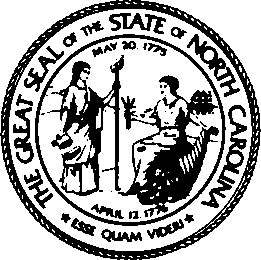 THE GREAT SEAL OF THE STATE OF NORTH CAROLINA
MAY 20, 1775
APRIL 12, 1776
ESSE QUAM VIDERI